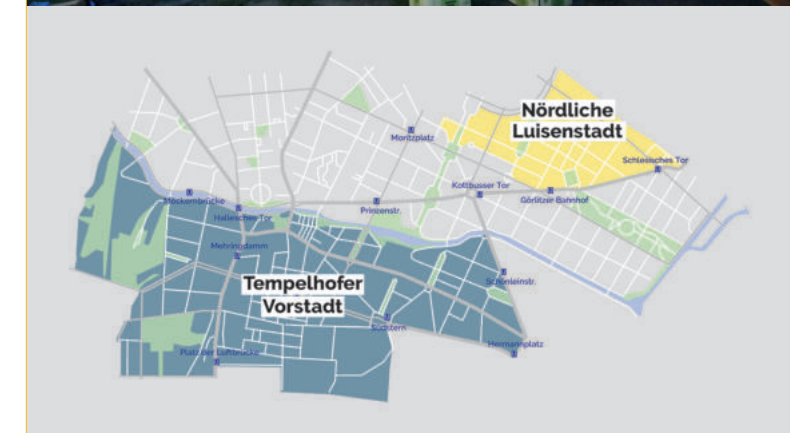 Nördliche
Luisenstadt
Moritzplatz
Schlesisches Tor
Kottbusser Tor
Görlitzer Bahnhof
Möckernbrücke
Prinzenstr.
Hallesches Tor
Mehringdamm
Schönleinstr.
Tempelhofer
Vorstadt
Südstern
Hermannplatz
Platz der Luftbrücke